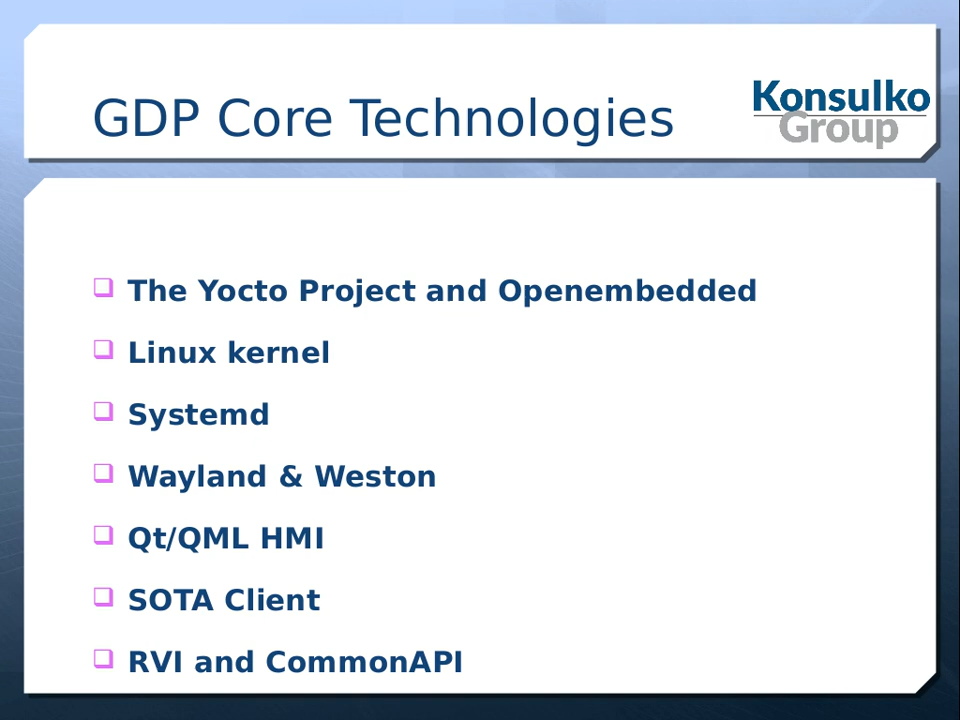 GDP Core Technologies
Konsulko
Group
The Yocto Project and Openembedded
Linux kernel
Systemd
Wayland & Weston
Qt/QML HMI
SOTA Client
RVI and CommonAPI